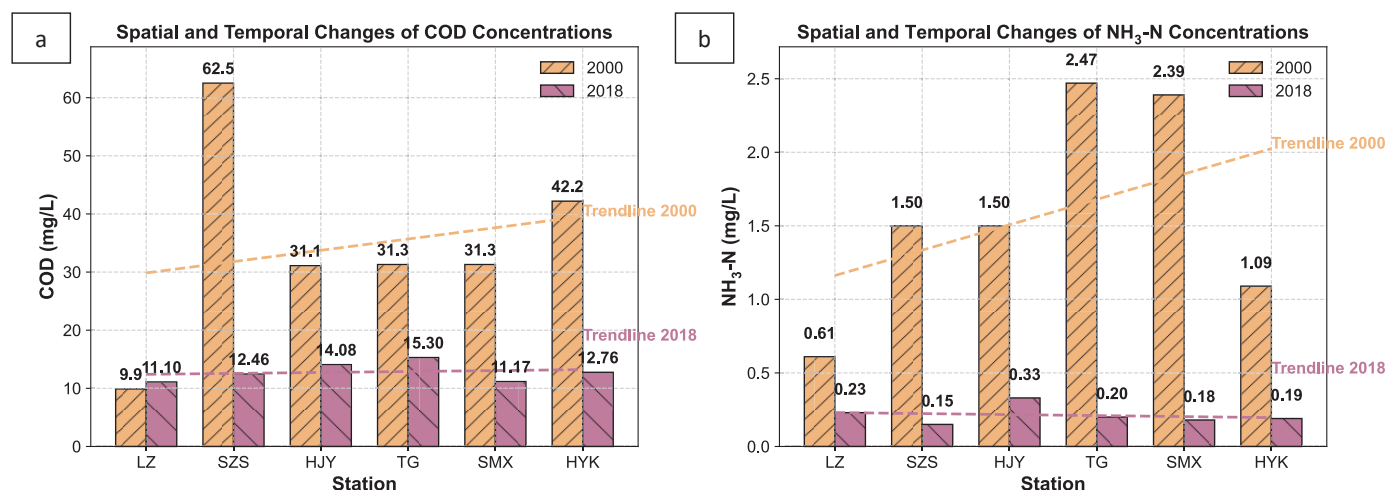 a
Spatial and Temporal Changes of COD Concentrations
COD (mg/L)
60
50
40
30
20
10
0
2000
2018
62.5
42.2
31.1
31.3
31.3
9.9
11.10
12.46
14.08
15.30
11.17
12.76
Trendline 2000
Trendline 2018
LZ
SZS
HJY
TG
SMX
HYK
Station
b
Spatial and Temporal Changes of NH₃-N Concentrations
NH₃-N (mg/L)
2.5
2.0
1.5
1.0
0.5
0.0
2000
2018
2.47
2.39
1.50
1.50
1.09
0.61
0.23
0.15
0.33
0.20
0.18
0.19
Trendline 2000
Trendline 2018
LZ
SZS
HJY
TG
SMX
HYK
Station